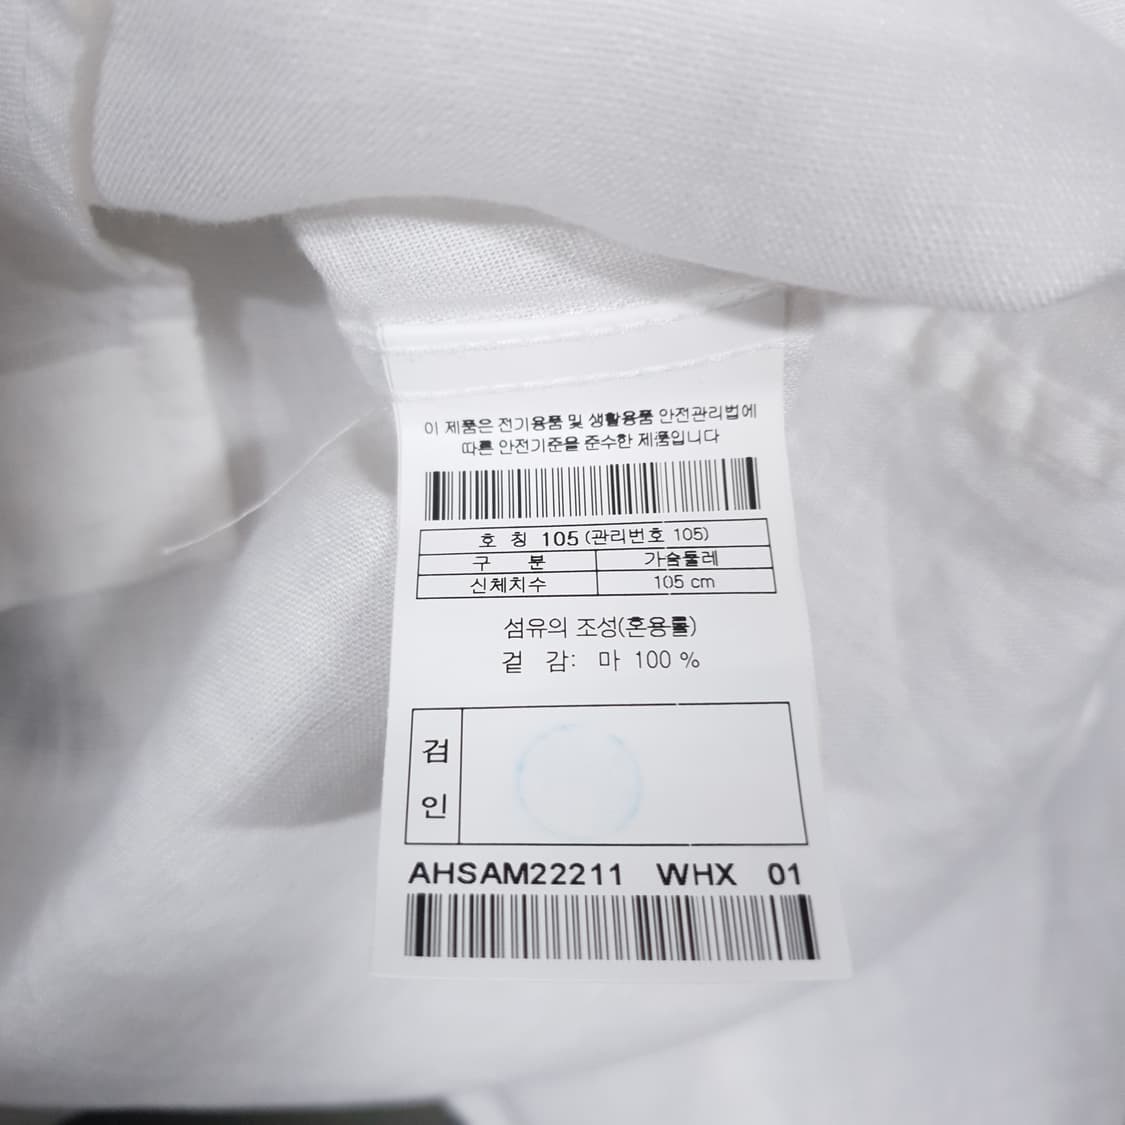 이 제품은 전기용품 및 생활용품 안전관리법에
따른 안전기준을 준수한 제품입니다
호 칭 105 (관리번호 105)
구 분 가슴둘레
신체치수 105 cm
섬유의 조성(혼용률)
겉 감: 마 100 %
검
인
AHSAM22211 WHX 01